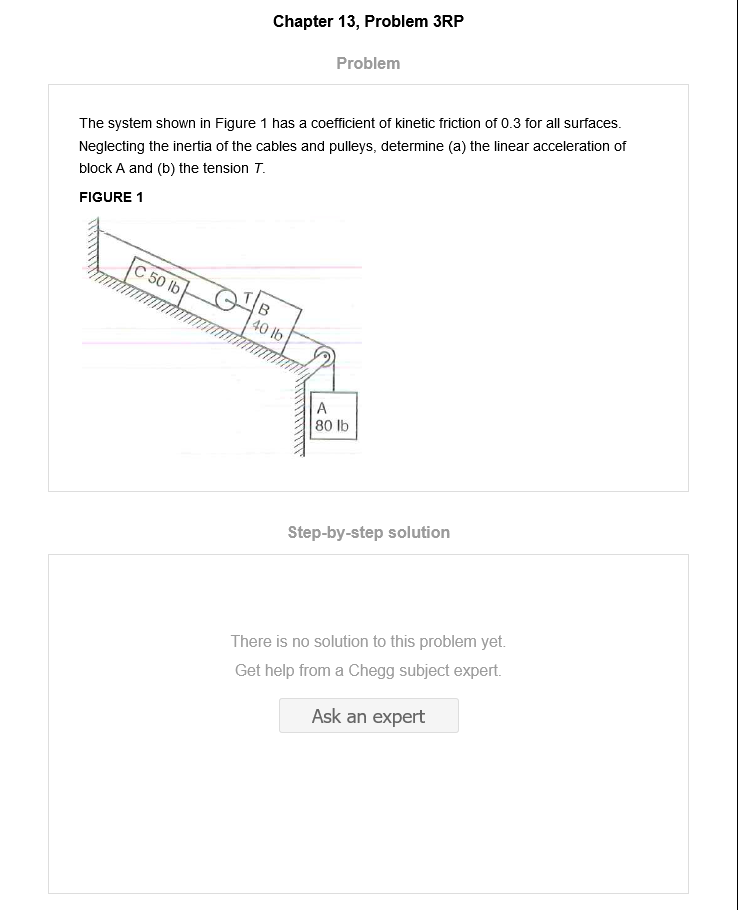 Chapter 13, Problem 3RP
Problem
The system shown in Figure 1 has a coefficient of kinetic friction of 0.3 for all surfaces.
Neglecting the inertia of the cables and pulleys, determine (a) the linear acceleration of
block A and (b) the tension T.
FIGURE 1
C 50 lb
T
B
40 lb
A
80 lb
Step-by-step solution
There is no solution to this problem yet.
Get help from a Chegg subject expert.
Ask an expert